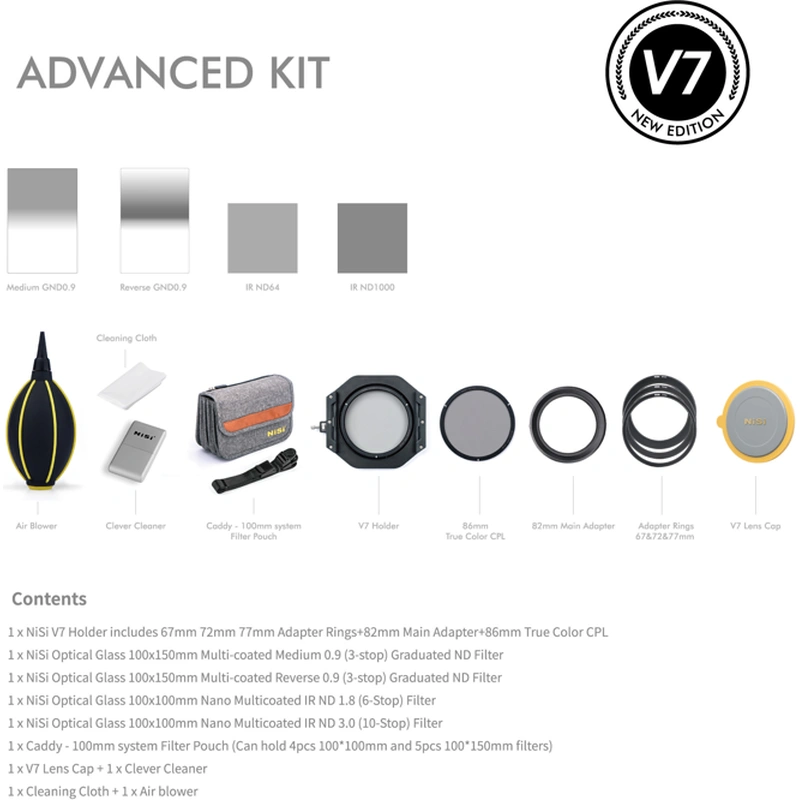 ADVANCED KIT
V7
NEW EDITION
Medium GND0.9
Reverse GND0.9
IR ND64
IR ND1000
Cleaning Cloth
NiSi
NiSi
NiSi
Air Blower
Clever Cleaner
Caddy - 100mm system
Filter Pouch
V7 Holder
86mm
True Color CPL
82mm Main Adapter
Adapter Rings
67&72&77mm
V7 Lens Cap
Contents
1 x NiSi V7 Holder includes 67mm 72mm 77mm Adapter Rings+82mm Main Adapter+86mm True Color CPL
1 x NiSi Optical Glass 100x150mm Multi-coated Medium 0.9 (3-stop) Graduated ND Filter
1 x NiSi Optical Glass 100x150mm Multi-coated Reverse 0.9 (3-stop) Graduated ND Filter
1 x NiSi Optical Glass 100x100mm Nano Multicoated IR ND 1.8 (6-Stop) Filter
1 x NiSi Optical Glass 100x100mm Nano Multicoated IR ND 3.0 (10-Stop) Filter
1 x Caddy - 100mm system Filter Pouch (Can hold 4pcs 100*100mm and 5pcs 100*150mm filters)
1 x V7 Lens Cap + 1 x Clever Cleaner
1 x Cleaning Cloth + 1 x Air blower